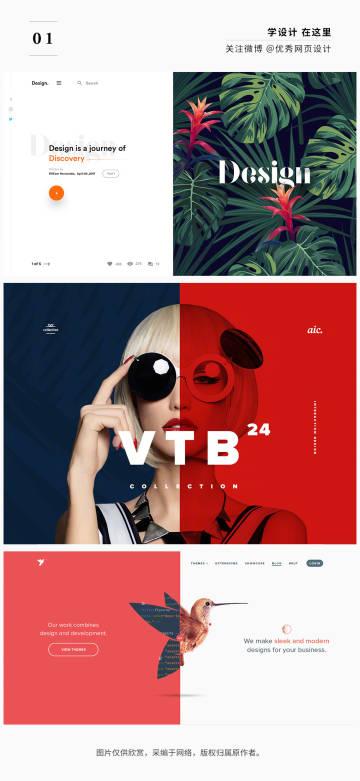 01
学设计 在这里
关注微博 @优秀网页设计
Design.
Search
Design
Design is a journey of
Discovery
1 of 5
aic.
collection
VTB 24
COLLECTION
THEMES
EXTENSIONS
SHOWCASE
BLOG
HELP
LOGIN
Our work combines
design and development.
VIEW THEMES
We make sleek and modern
designs for your business.
图片仅供欣赏，采编于网络，版权归属原作者。